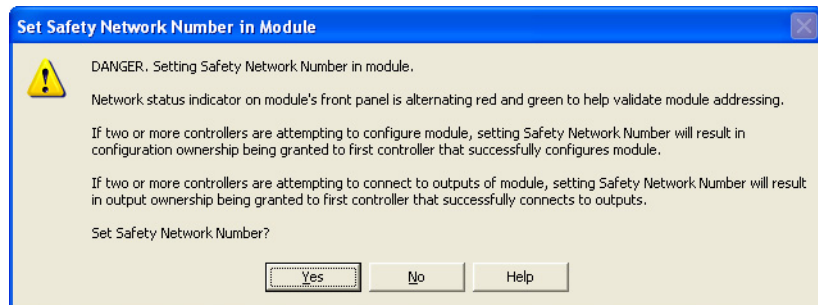 Set Safety Network Number in Module
DANGER. Setting Safety Network Number in module.
Network status indicator on module's front panel is alternating red and green to help validate module addressing.
If two or more controllers are attempting to configure module, setting Safety Network Number will result in
configuration ownership being granted to first controller that successfully configures module.
If two or more controllers are attempting to connect to outputs of module, setting Safety Network Number will result
in output ownership being granted to first controller that successfully connects to outputs.
Set Safety Network Number?
Yes
No
Help